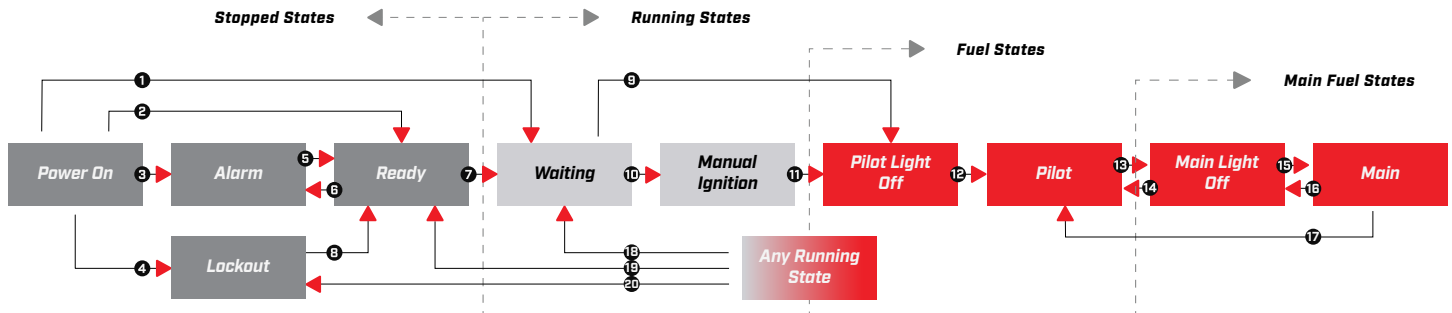 Stopped States
Running States
Fuel States
Main Fuel States
1
9
2
Power On
3
Alarm
5
6
Ready
7
Waiting
10
Manual
Ignition
11
Pilot Light
Off
12
Pilot
13
14
Main Light
Off
15
16
Main
4
Lockout
8
18
19
20
Any Running
State
17